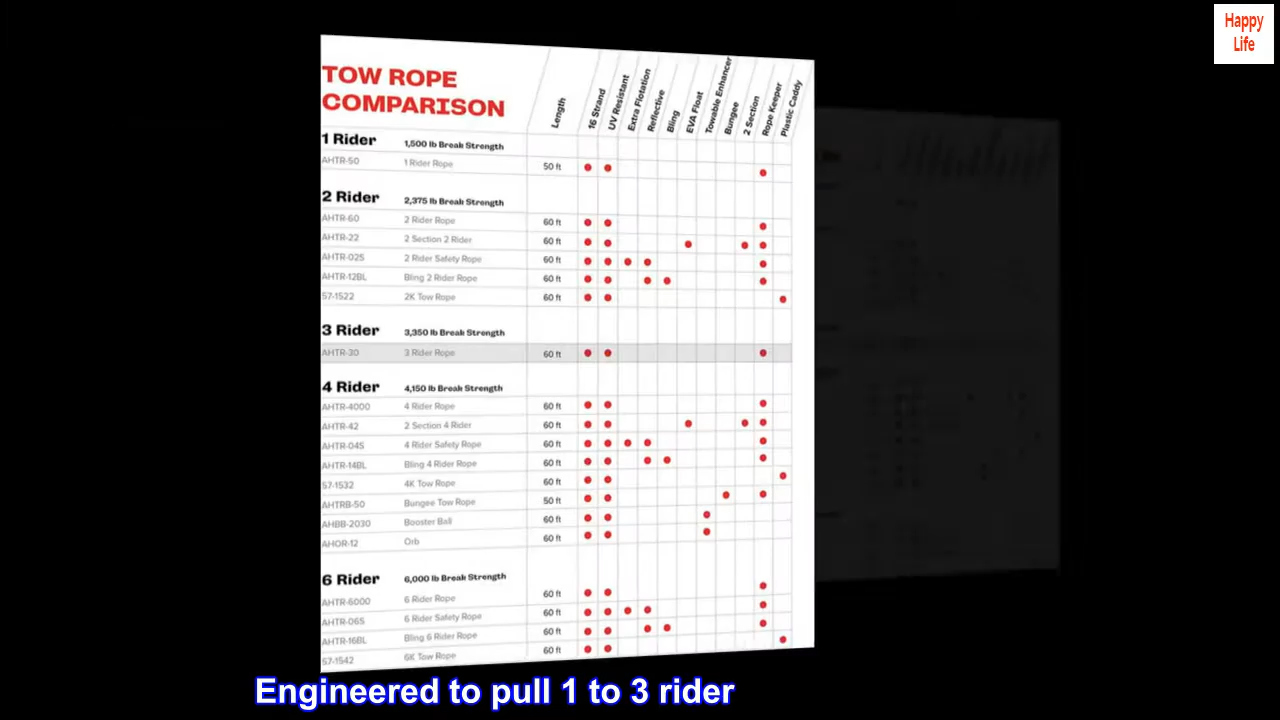 Happy
Life
TOW ROPE
COMPARISON
Length
16 Strand
UV Resistant
Extra Flotation
Reflective
Bling
EVA Float
Towable Enhancer
Bungee
2 Section
Rope Keeper
Plastic Caddy
1 Rider 1,500 lb Break Strength
AHTR-50 1 Rider Rope 50 ft
2 Rider 2,375 lb Break Strength
AHTR-60 2 Rider Rope 60 ft
AHTR-22 2 Section 2 Rider 60 ft
AHTR-02S 2 Rider Safety Rope 60 ft
AHTR-12BL Bling 2 Rider Rope 60 ft
57-1522 2K Tow Rope 60 ft
3 Rider 3,350 lb Break Strength
AHTR-30 3 Rider Rope 60 ft
4 Rider 4,150 lb Break Strength
AHTR-4000 4 Rider Rope 60 ft
AHTR-42 2 Section 4 Rider 60 ft
AHTR-04S 4 Rider Safety Rope 60 ft
AHTR-14BL Bling 4 Rider Rope 60 ft
57-1532 4K Tow Rope 60 ft
AHTRB-50 Bungee Tow Rope 50 ft
AHBB-2030 Booster Ball 60 ft
AHOR-12 Orb 60 ft
6 Rider 6,000 lb Break Strength
AHTR-6000 6 Rider Rope 60 ft
AHTR-06S 6 Rider Safety Rope 60 ft
AHTR-16BL Bling 6 Rider Rope 60 ft
57-1542 6K Tow Rope 60 ft
Engineered to pull 1 to 3 rider